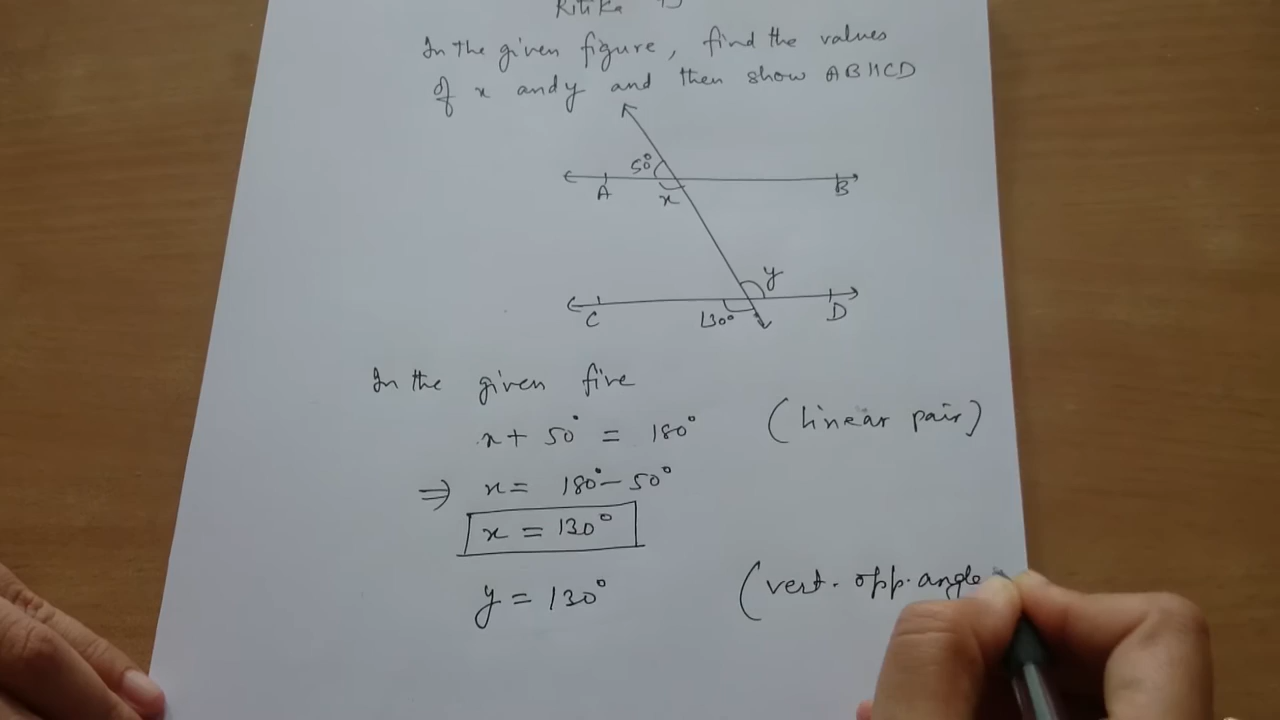 In the given figure, find the values
of x and y and then show AB||CD
50°
A
B
x
y
C
130°
D
In the given five
x + 50° = 180° (linear pair)
⇒ x = 180° - 50°
x = 130°
y = 130° (vert. opp. angle